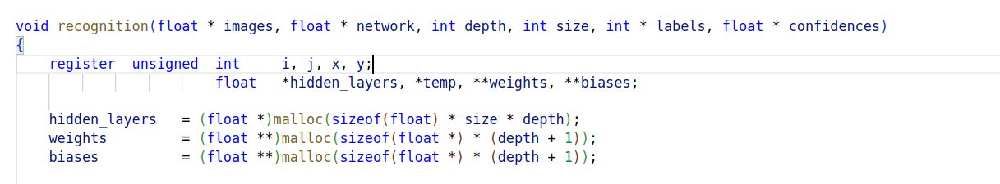 void recognition(float * images, float * network, int depth, int size, int * labels, float * confidences)
{
    register  unsigned  int     i, j, x, y;
                        float   *hidden_layers, *temp, **weights, **biases;

    hidden_layers   = (float *)malloc(sizeof(float) * size * depth);
    weights         = (float **)malloc(sizeof(float *) * (depth + 1));
    biases          = (float **)malloc(sizeof(float *) * (depth + 1));